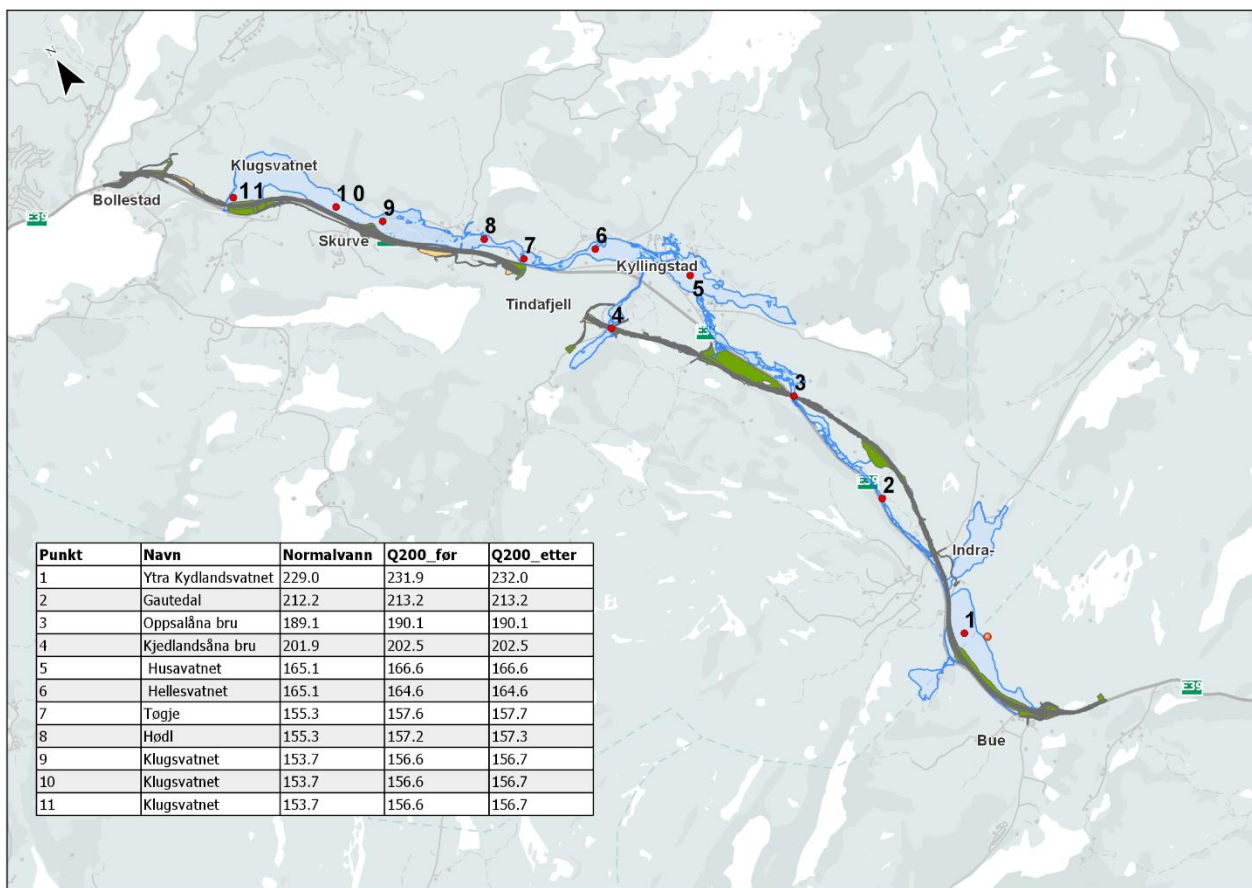 N
Klugsvatnet
11
10
9
Bollestad
E39
Skurve
8
7
6
Kyllingstad
5
Tindafjell
4
3
2
E39
Indra-
1
E39
Bue
Punkt Navn Normalvann Q200_før Q200_etter
1 Ytra Kydlandsvatnet 229.0 231.9 232.0
2 Gautedal 212.2 213.2 213.2
3 Oppsalåna bru 189.1 190.1 190.1
4 Kjedlandsåna bru 201.9 202.5 202.5
5 Husavatnet 165.1 166.6 166.6
6 Hellesvatnet 165.1 164.6 164.6
7 Tøgje 155.3 157.6 157.7
8 Hødl 155.3 157.2 157.3
9 Klugsvatnet 153.7 156.6 156.7
10 Klugsvatnet 153.7 156.6 156.7
11 Klugsvatnet 153.7 156.6 156.7